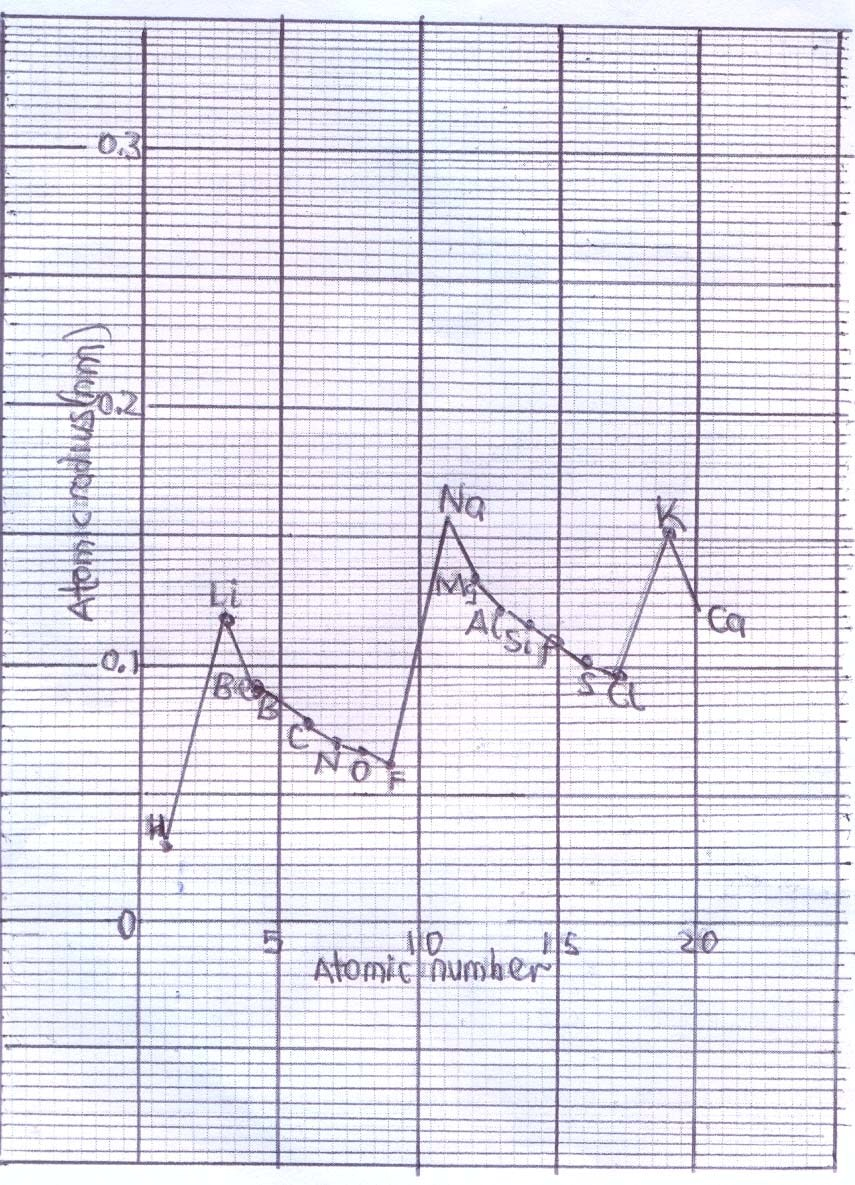 0.3
Atomic radius(nm)
0.2
Na
K
Li
Mg
Al
Si
P
Ca
0.1
S
Cl
Be
B
C
N
O
F
H
0
5
10
15
20
Atomic number